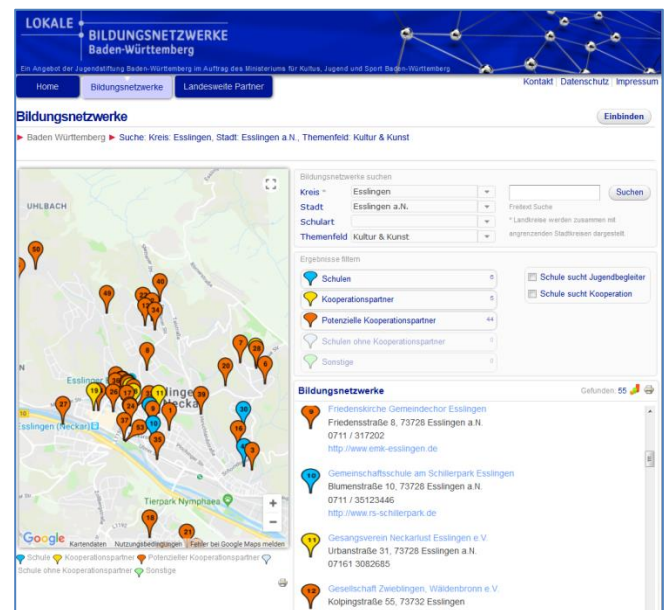 LOKALE
BILDUNGSNETZWERKE
Baden-Württemberg
Ein Angebot der Jugendstiftung Baden-Württemberg im Auftrag des Ministeriums für Kultus, Jugend und Sport Baden-Württemberg
Home Bildungsnetzwerke Landesweite Partner
Kontakt | Datenschutz | Impressum
Bildungsnetzwerke
Einbinden
Baden Württemberg ▶ Suche: Kreis: Esslingen, Stadt: Esslingen a.N., Themenfeld: Kultur & Kunst
UHLBACH
Tierpark Nymphaea
Google Kartendaten Nutzungsbedingungen Fehler bei Google Maps melden
Schule Kooperationspartner Potenzieller Kooperationspartner
Schule ohne Kooperationspartner Sonstige
Bildungsnetzwerke suchen
Kreis * Esslingen
Stadt Esslingen a.N.
Schulart
Themenfeld Kultur & Kunst
Suchen
Freitext Suche
* Landkreise werden zusammen mit
angrenzenden Stadtkreisen dargestellt.
Ergebnisse filtern
Schulen
Kooperationspartner
Potenzielle Kooperationspartner 44
Schulen ohne Kooperationspartner
Sonstige
Schule sucht Jugendbegleiter
Schule sucht Kooperation
Bildungsnetzwerke
Gefunden: 55
9 Friedenskirche Gemeindechor Esslingen
Friedensstraße 8, 73728 Esslingen a.N.
0711 / 317202
http://www.emk-esslingen.de
10 Gemeinschaftsschule am Schillerpark Esslingen
Blumenstraße 10, 73728 Esslingen a.N.
0711 / 35123446
http://www.rs-schillerpark.de
11 Gesangsverein Neckarlust Esslingen e.V.
Urbanstraße 31, 73728 Esslingen a.N.
07161 3082685
12 Gesellschaft Zwieblingen, Wäldenbronn e.V.
Kolpingstraße 55, 73732 Esslingen